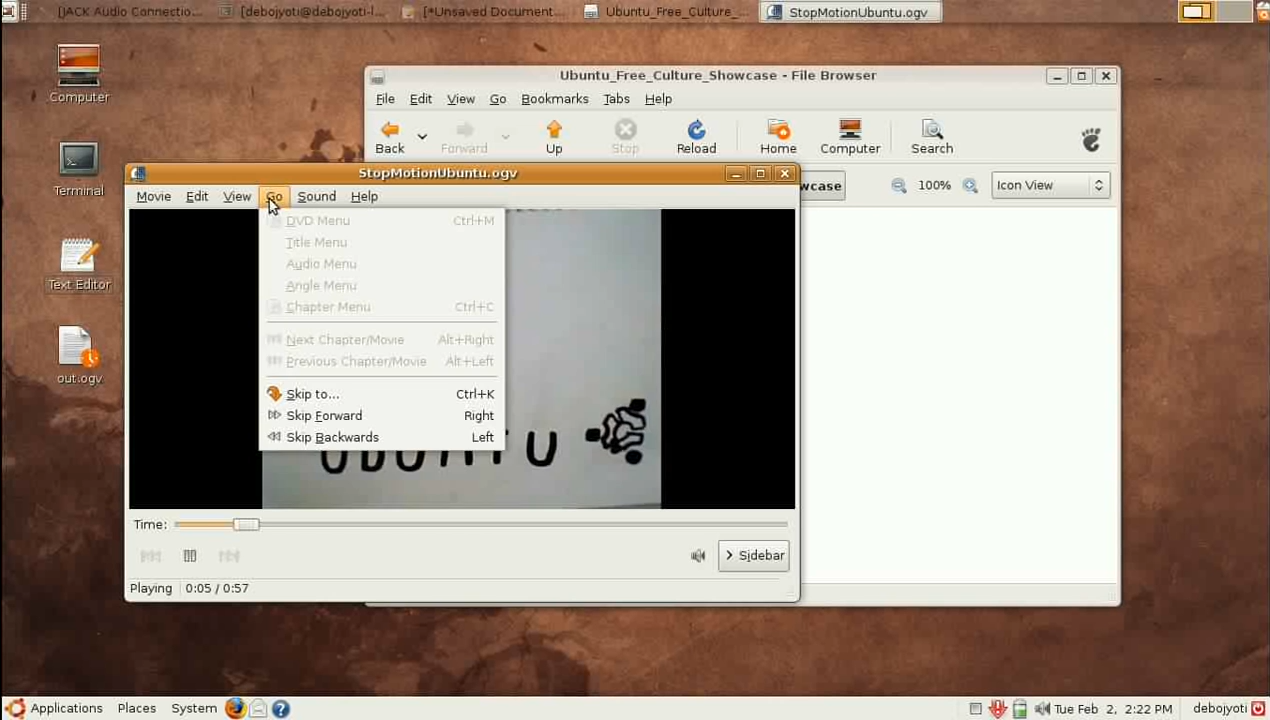 [JACK Audio Connectio... [debojyoti@debojyoti-l... [*Unsaved Document... Ubuntu_Free_Culture_... StopMotionUbuntu.ogv
Computer
Terminal
Text Editor
out.ogv
Ubuntu_Free_Culture_Showcase - File Browser
File Edit View Go Bookmarks Tabs Help
Back Forward Up Stop Reload Home Computer Search
wcase 100% Icon View
StopMotionUbuntu.ogv
Movie Edit View Go Sound Help
DVD Menu Ctrl+M
Title Menu
Audio Menu
Angle Menu
Chapter Menu Ctrl+C
Next Chapter/Movie Alt+Right
Previous Chapter/Movie Alt+Left
Skip to... Ctrl+K
Skip Forward Right
Skip Backwards Left
UBUNTU
Time:
Sidebar
Playing 0:05 / 0:57
Applications Places System Tue Feb 2, 2:22 PM debojyoti